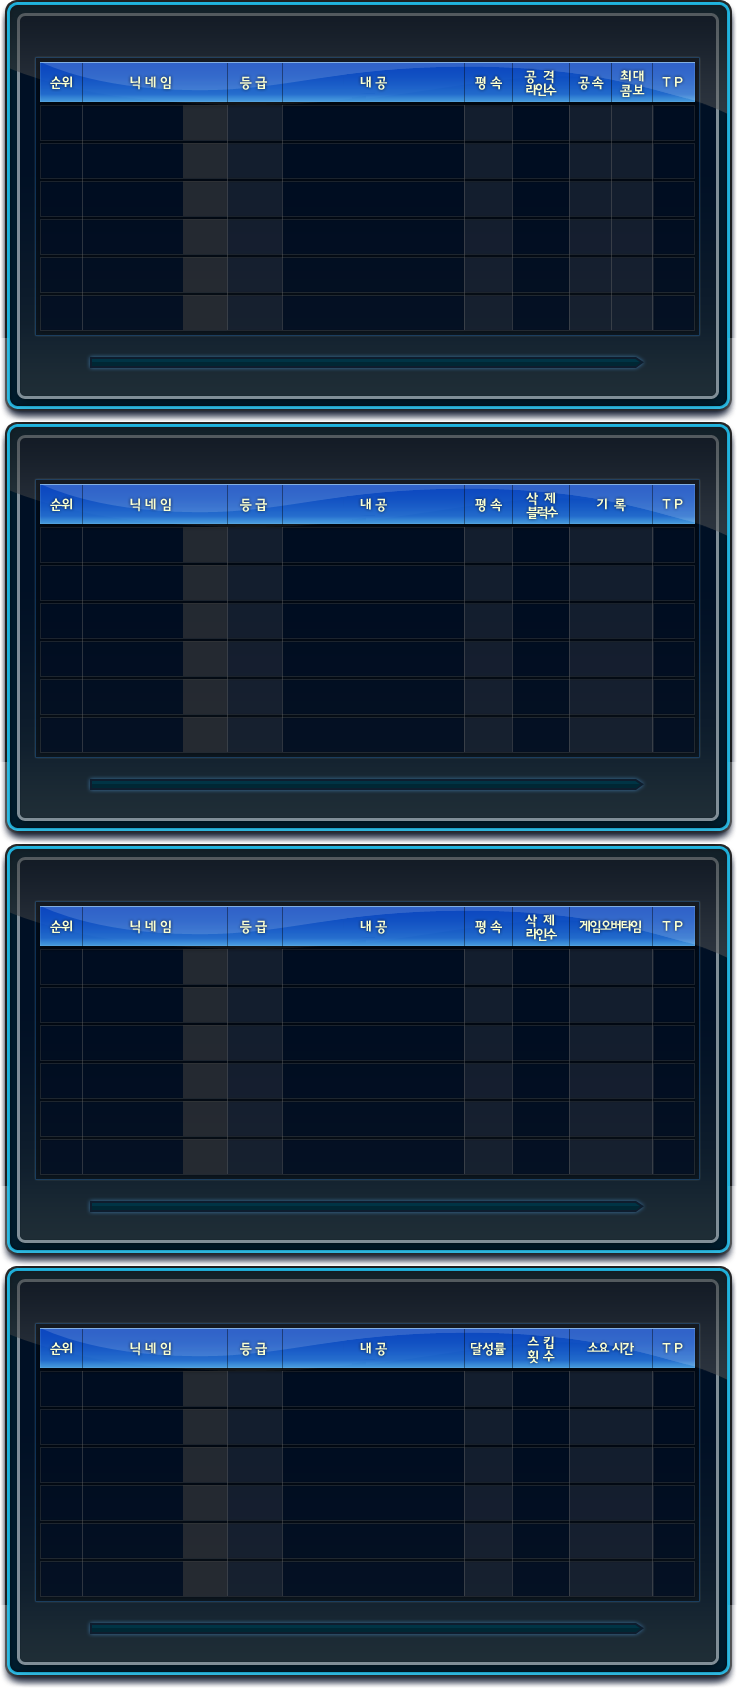 순위 닉네임 등급 내공 평속 공격 라인수 공속 최대 콤보 TP
순위 닉네임 등급 내공 평속 삭제 블럭수 기록 TP
순위 닉네임 등급 내공 평속 삭제 라인수 게임오버타임 TP
순위 닉네임 등급 내공 달성률 스킵 횟수 소요시간 TP